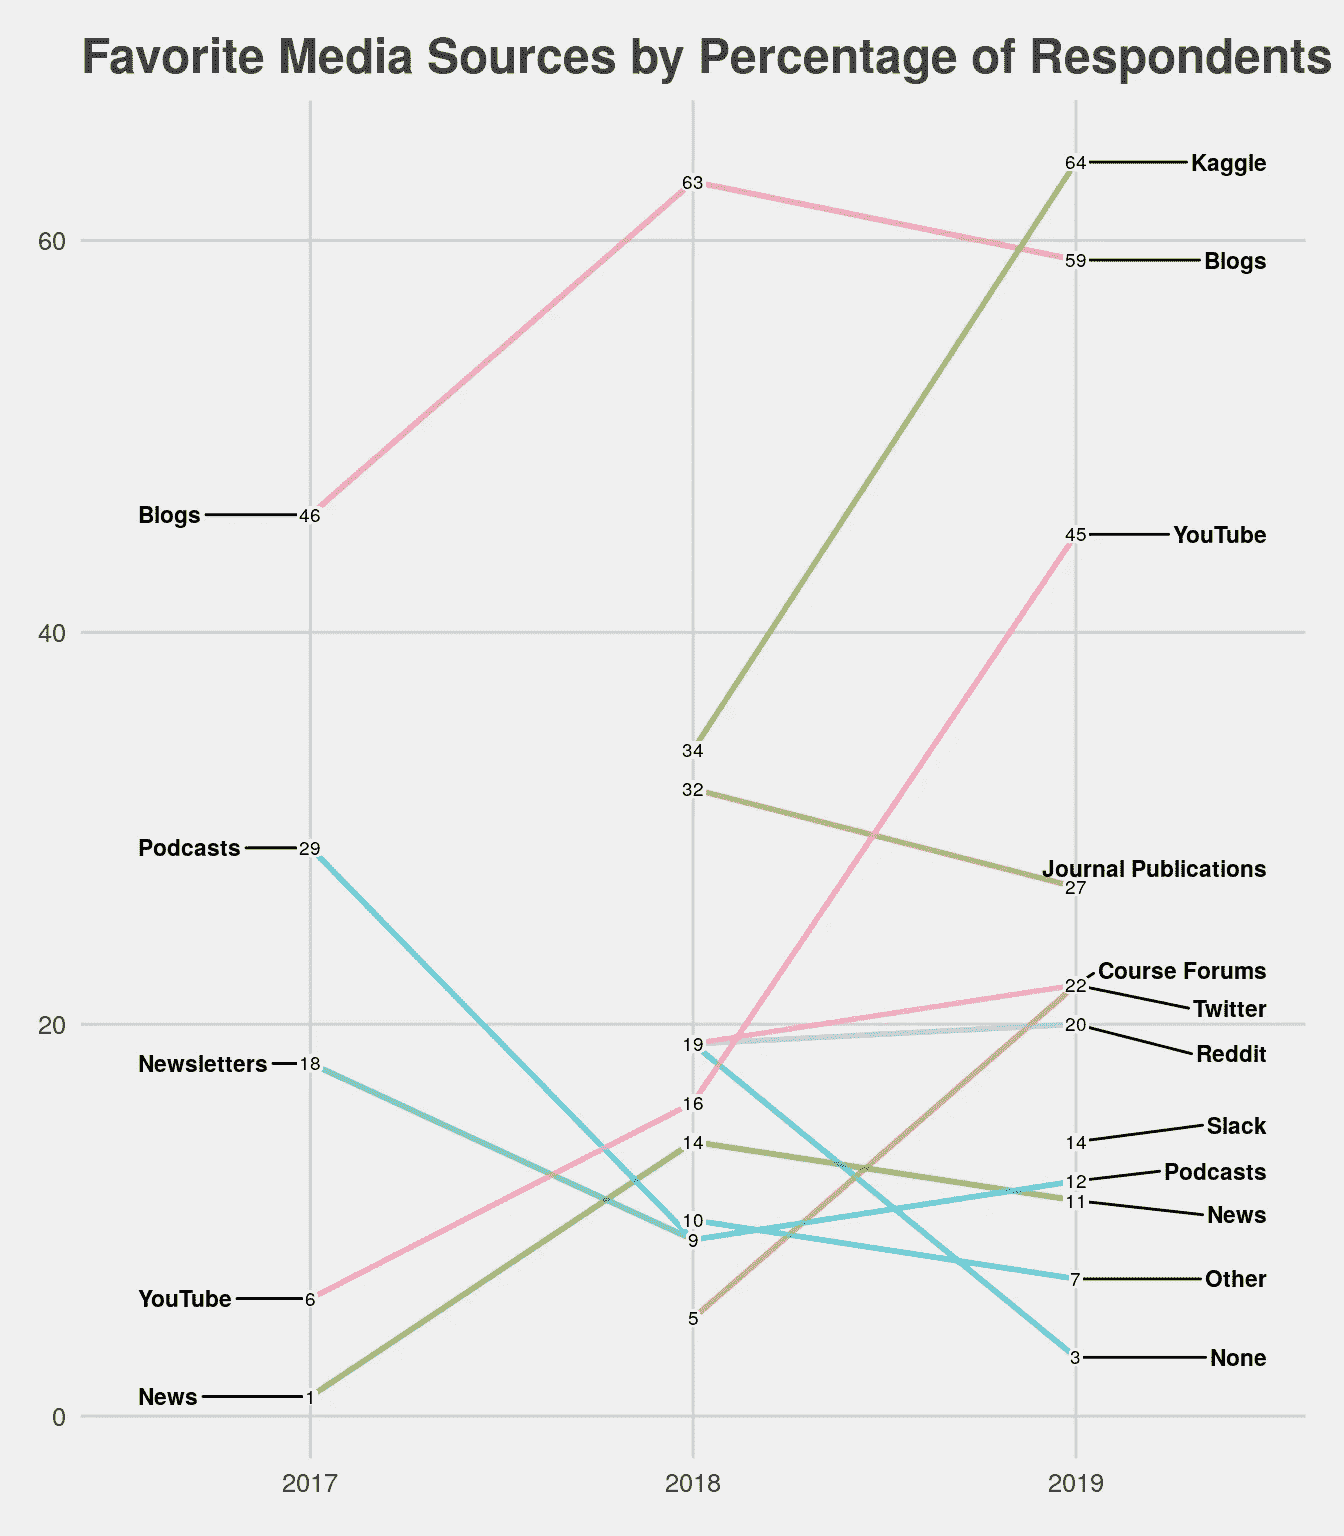 Favorite Media Sources by Percentage of Respondents
64 Kaggle
63
60
59 Blogs
45 YouTube
Blogs 46
40
34
32
Podcasts 29
Journal Publications
27
Course Forums
22
Twitter
20
19
20
Reddit
Newsletters 18
16
Slack
14
14
Podcasts
12
11
News
10
9
YouTube 6
7 Other
5
3 None
News 1
0
2017 2018 2019